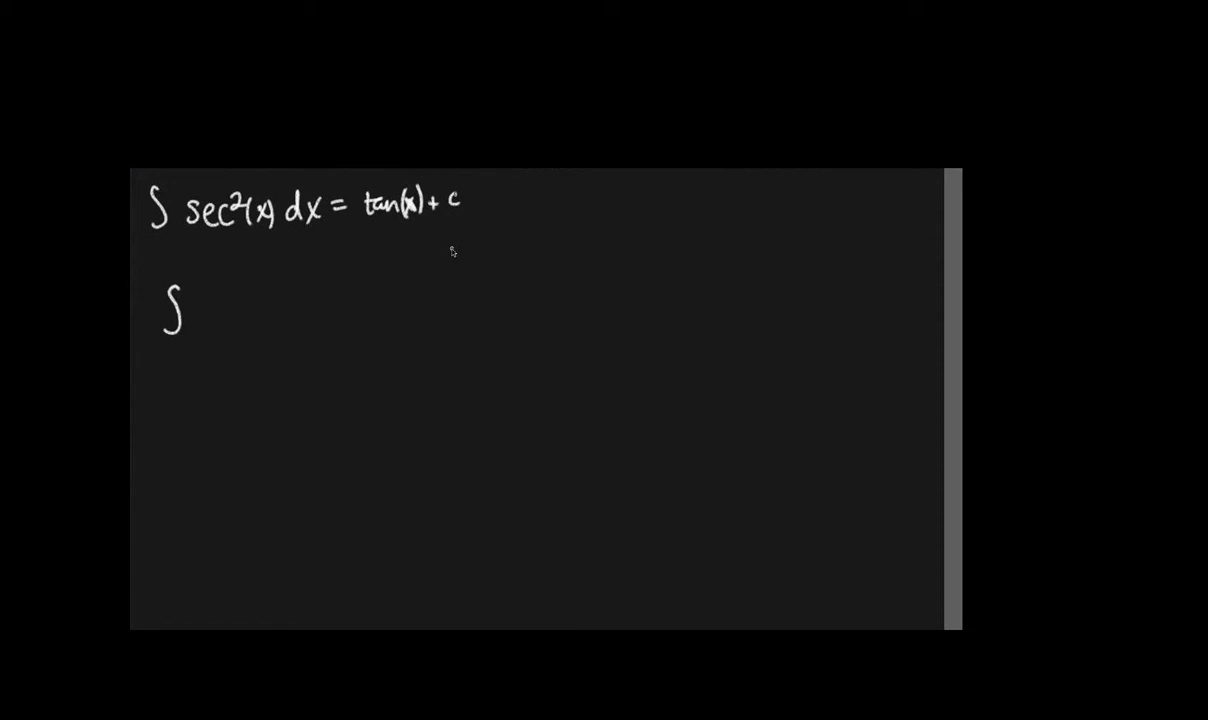 ∫ sec²(x) dx = tan(x) + c
∫